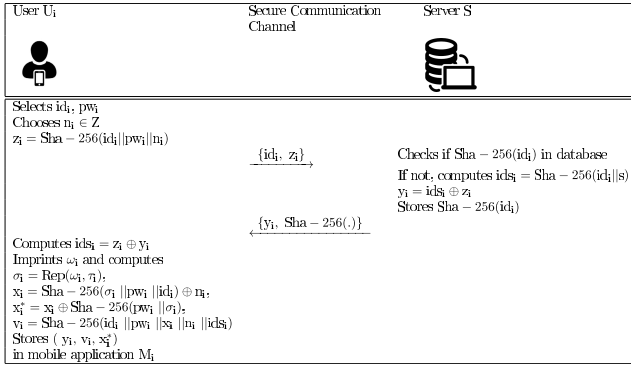 User Uᵢ
Secure Communication
Channel
Server S
Selects idᵢ, pwᵢ
Chooses nᵢ ∈ Z
zᵢ = Sha − 256(idᵢ||pwᵢ||nᵢ)
{idᵢ, zᵢ}
Checks if Sha − 256(idᵢ) in database
If not, computes idsᵢ = Sha − 256(idᵢ||s)
yᵢ = idsᵢ ⊕ zᵢ
Stores Sha − 256(idᵢ)
{yᵢ, Sha − 256(.)}
Computes idsᵢ = zᵢ ⊕ yᵢ
Imprints ωᵢ and computes
σᵢ = Rep(ωᵢ, τᵢ),
xᵢ = Sha − 256(σᵢ ||pwᵢ ||idᵢ) ⊕ nᵢ,
xᵢ* = xᵢ ⊕ Sha − 256(pwᵢ ||σᵢ),
vᵢ = Sha − 256(idᵢ ||pwᵢ ||xᵢ ||nᵢ ||idsᵢ)
Stores ( yᵢ, vᵢ, xᵢ*)
in mobile application Mᵢ